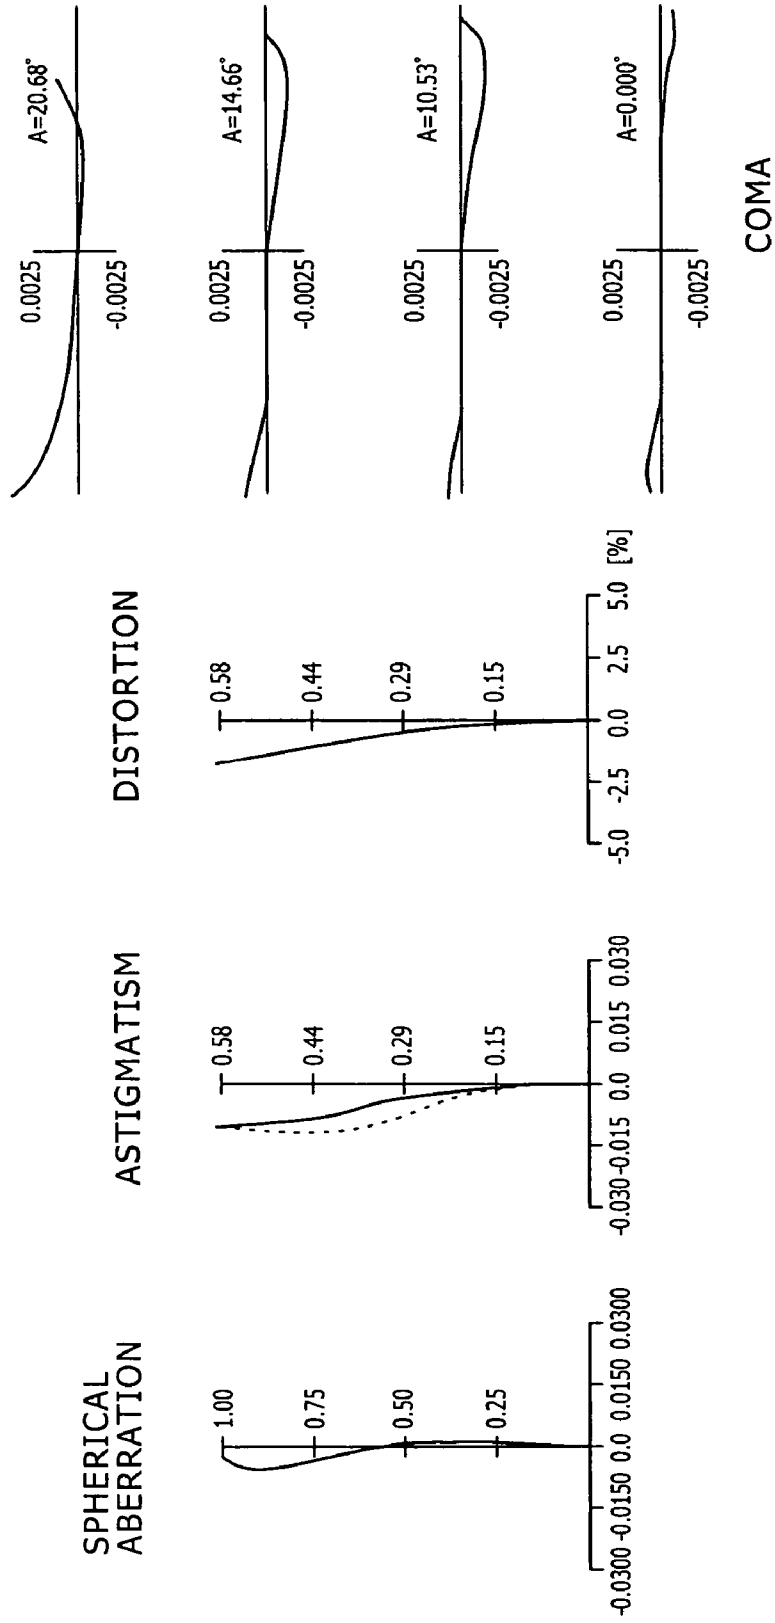 SPHERICAL
ABERRATION
1.00
0.75
0.50
0.25
-0.0300 -0.0150 0.0 0.0150 0.0300
ASTIGMATISM
0.58
0.44
0.29
0.15
-0.030 -0.015 0.0 0.015 0.030
DISTORTION
0.58
0.44
0.29
0.15
-5.0 -2.5 0.0 2.5 5.0 [%]
0.0025
A=20.68°
-0.0025
0.0025
A=14.66°
-0.0025
0.0025
A=10.53°
-0.0025
0.0025
A=0.000°
-0.0025
COMA